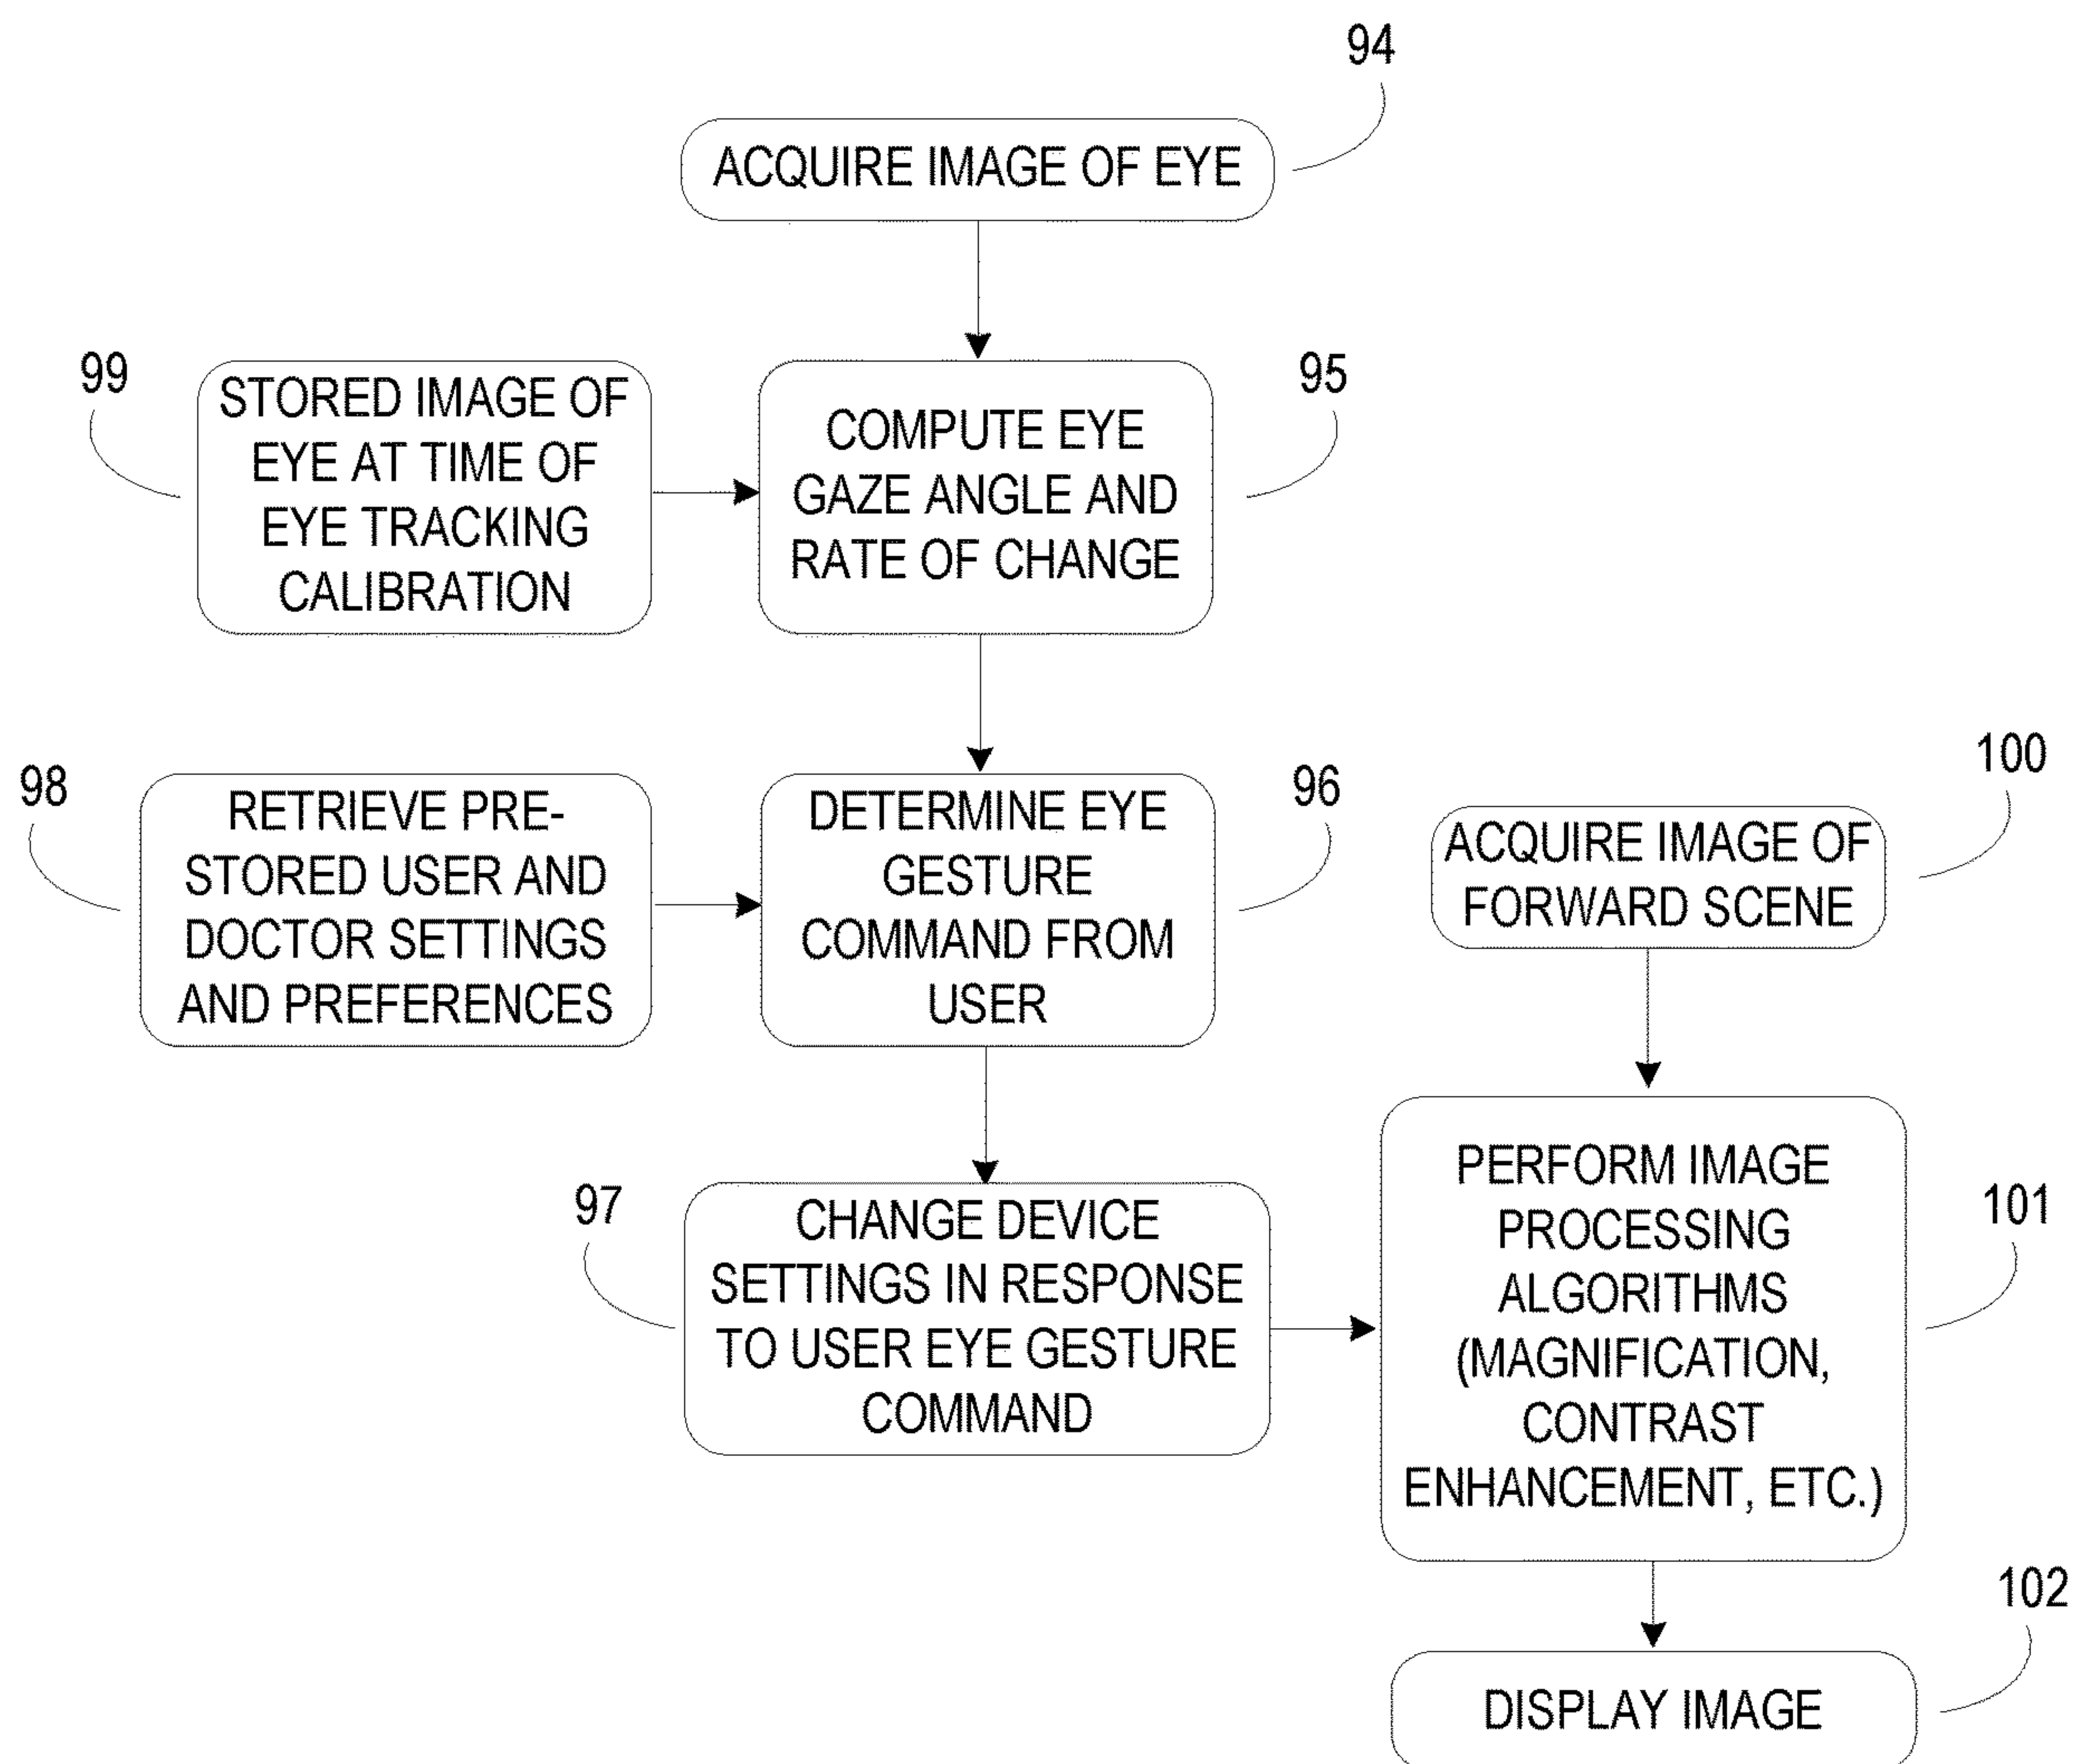 94
ACQUIRE IMAGE OF EYE
99
STORED IMAGE OF
EYE AT TIME OF
EYE TRACKING
CALIBRATION
95
COMPUTE EYE
GAZE ANGLE AND
RATE OF CHANGE
98
RETRIEVE PRE-
STORED USER AND
DOCTOR SETTINGS
AND PREFERENCES
96
DETERMINE EYE
GESTURE
COMMAND FROM
USER
100
ACQUIRE IMAGE OF
FORWARD SCENE
97
CHANGE DEVICE
SETTINGS IN RESPONSE
TO USER EYE GESTURE
COMMAND
101
PERFORM IMAGE
PROCESSING
ALGORITHMS
(MAGNIFICATION,
CONTRAST
ENHANCEMENT, ETC.)
102
DISPLAY IMAGE